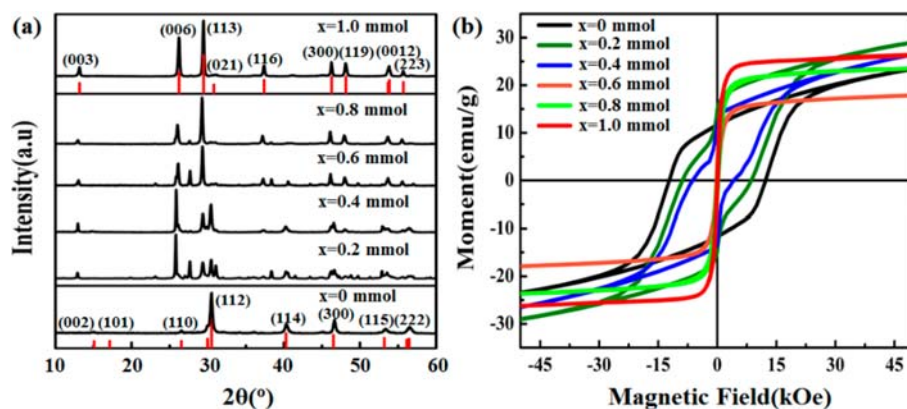 (a)
x=1.0 mmol
(003)
(006)
(113)
(021)
(116)
(300)
(119)
(0012)
(223)
x=0.8 mmol
x=0.6 mmol
x=0.4 mmol
x=0.2 mmol
x=0 mmol
(002)
(101)
(110)
(112)
(114)
(300)
(115)
(222)
Intensity(a.u)
10 20 30 40 50 60
2θ(°)
(b)
x=0 mmol
x=0.2 mmol
x=0.4 mmol
x=0.6 mmol
x=0.8 mmol
x=1.0 mmol
Moment(emu/g)
30
20
10
0
-10
-20
-30
-45 -30 -15 0 15 30 45
Magnetic Field(kOe)